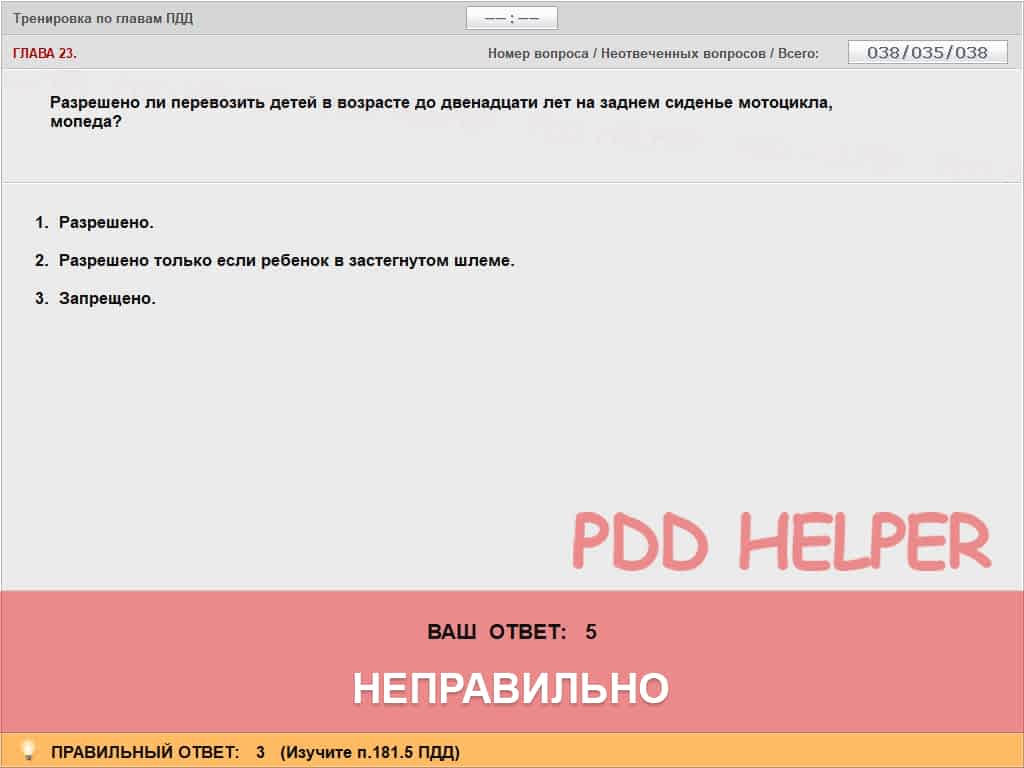 Тренировка по главам ПДД
—— : ——
ГЛАВА 23.
Номер вопроса / Неотвеченных вопросов / Всего:
038/035/038
Разрешено ли перевозить детей в возрасте до двенадцати лет на заднем сиденье мотоцикла,
мопеда?
1. Разрешено.
2. Разрешено только если ребенок в застегнутом шлеме.
3. Запрещено.
PDD HELPER
ВАШ ОТВЕТ: 5
НЕПРАВИЛЬНО
ПРАВИЛЬНЫЙ ОТВЕТ: 3 (Изучите п.181.5 ПДД)